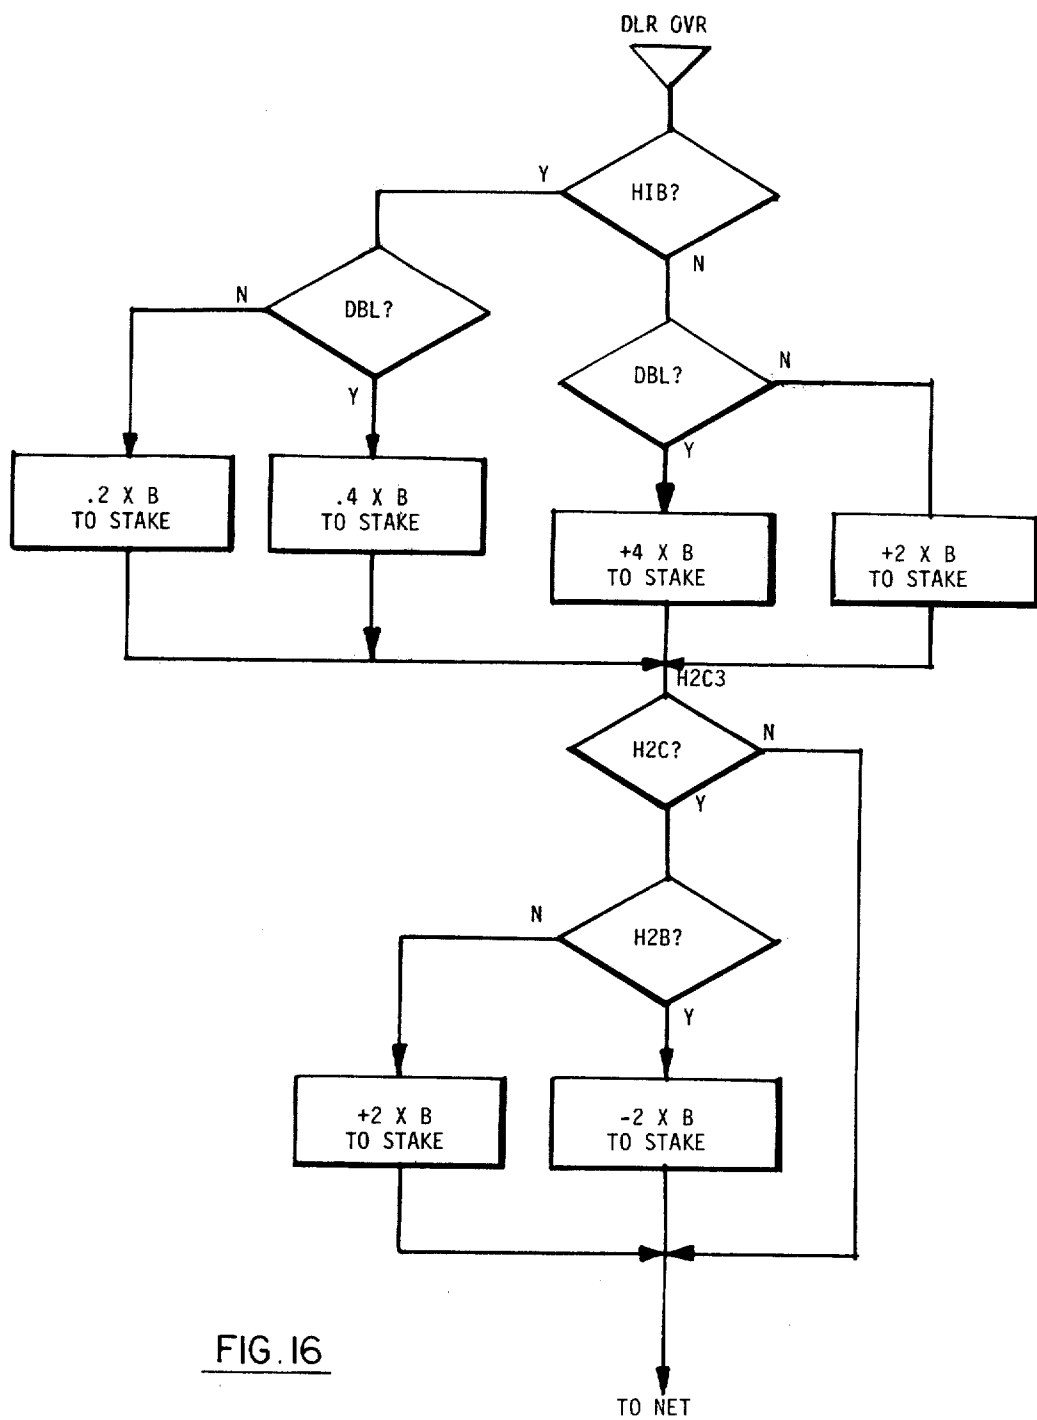 DLR OVR
Y
HIB?
N
N
DBL?
Y
DBL?
N
Y
.2 X B
TO STAKE
.4 X B
TO STAKE
+4 X B
TO STAKE
+2 X B
TO STAKE
H2C3
H2C?
N
Y
N
H2B?
Y
+2 X B
TO STAKE
-2 X B
TO STAKE
FIG.16
TO NET